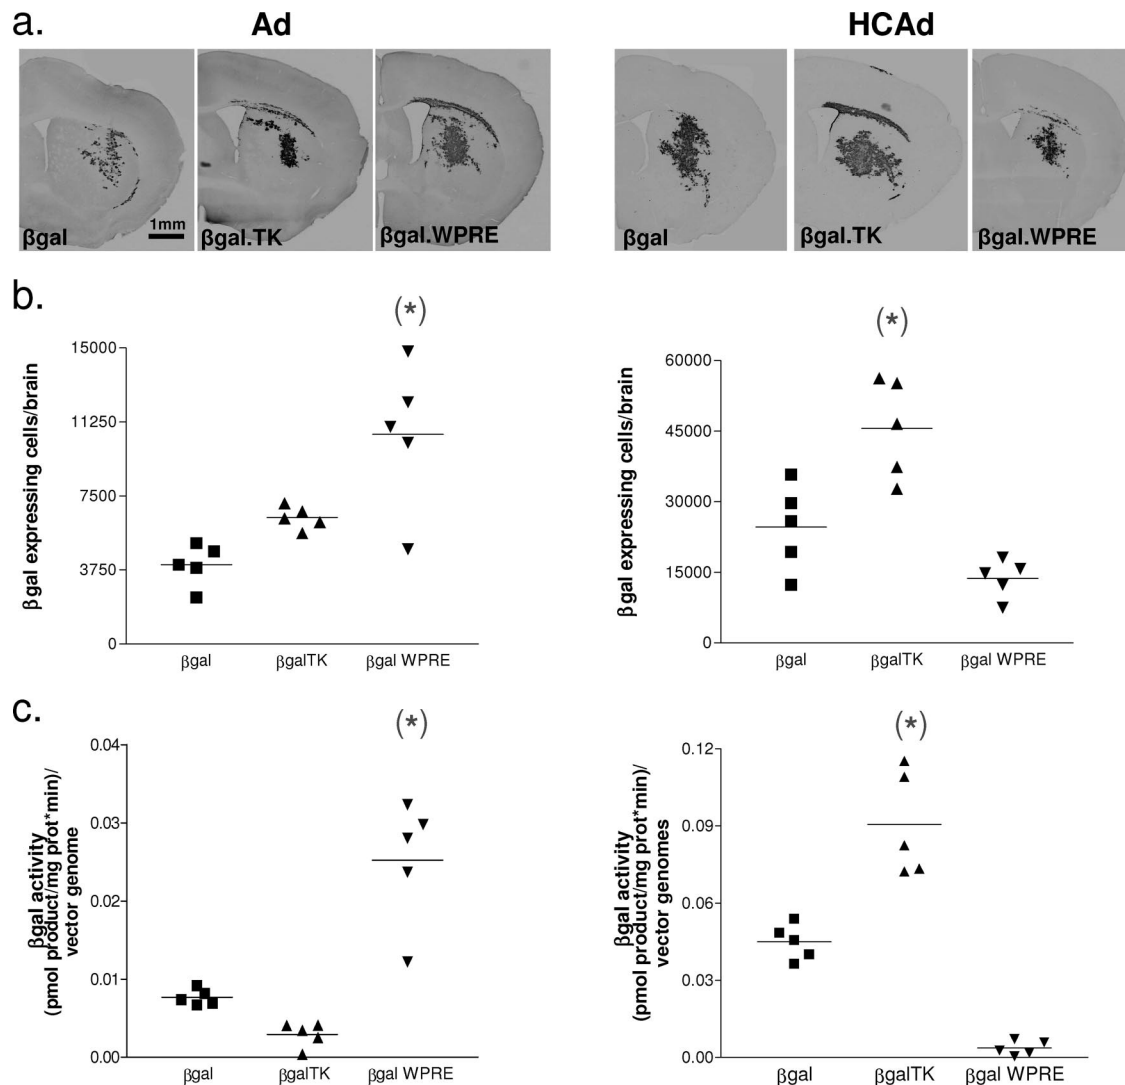 a.
Ad
HCAd
βgal
1mm
βgal.TK
βgal.WPRE
βgal
βgal.TK
βgal.WPRE
b.
(*)
βgal expressing cells/brain
15000
11250
7500
3750
0
βgal
βgalTK
βgal WPRE
(*)
βgal expressing cells/brain
60000
45000
30000
15000
0
βgal
βgalTK
βgal WPRE
c.
(*)
βgal activity
(pmol product/mg prot*min)/
vector genome
0.04
0.03
0.02
0.01
0.00
βgal
βgalTK
βgal WPRE
(*)
βgal activity
(pmol product/mg prot*min)/
vector genomes
0.12
0.09
0.06
0.03
0.00
βgal
βgalTK
βgal WPRE